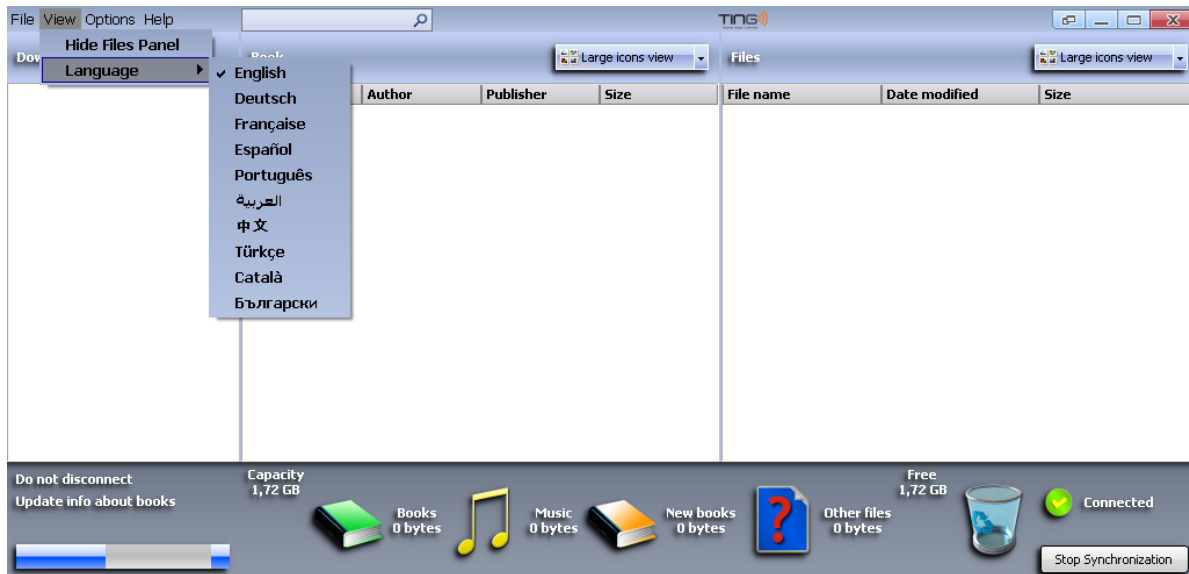 File View Options Help
TING
Hide Files Panel
Language
English
Deutsch
Française
Español
Português
العربية
中文
Türkçe
Català
Български
Book
Large icons view
Author Publisher Size
Files
Large icons view
File name Date modified Size
Do not disconnect
Update info about books
Capacity
1,72 GB
Books
0 bytes
Music
0 bytes
New books
0 bytes
Other files
0 bytes
Free
1,72 GB
Connected
Stop Synchronization